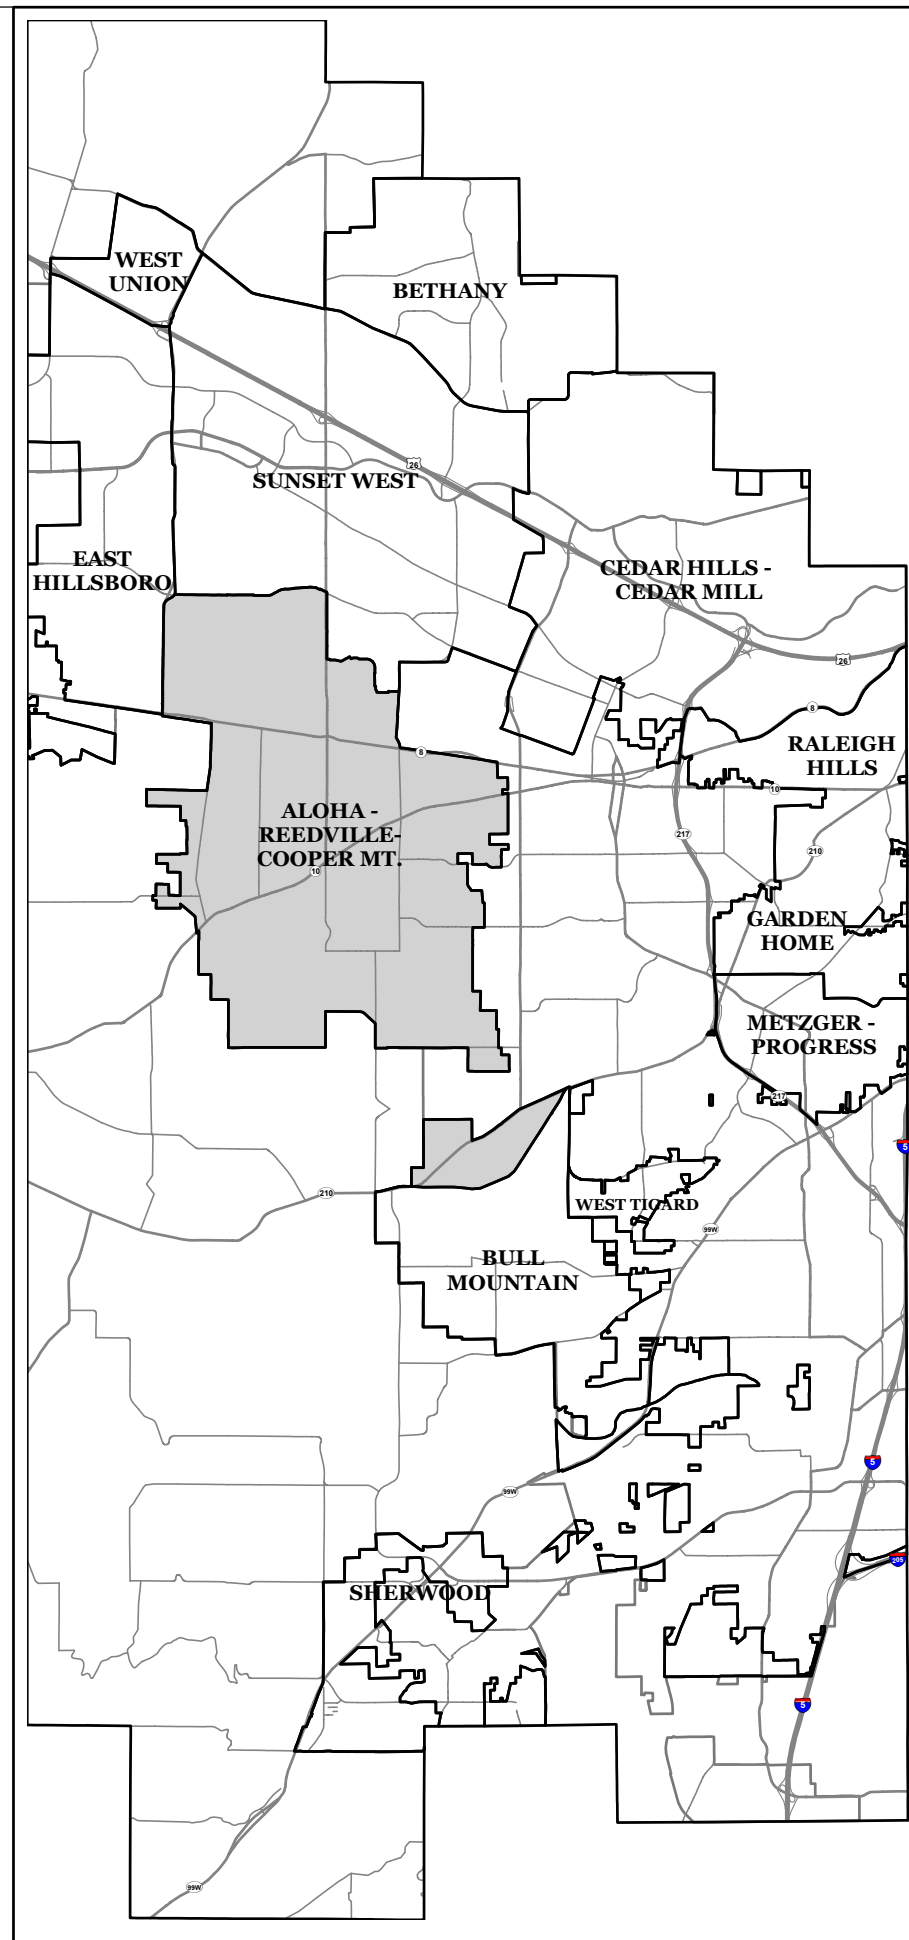 WEST
UNION
BETHANY
26
SUNSET WEST
EAST
HILLSBORO
CEDAR HILLS -
CEDAR MILL
26
8
RALEIGH
HILLS
8
10
ALOHA -
REEDVILLE-
COOPER MT.
10
217
210
GARDEN
HOME
METZGER -
PROGRESS
217
5
210
WEST TIGARD
99W
BULL
MOUNTAIN
5
99W
205
SHERWOOD
5
99W